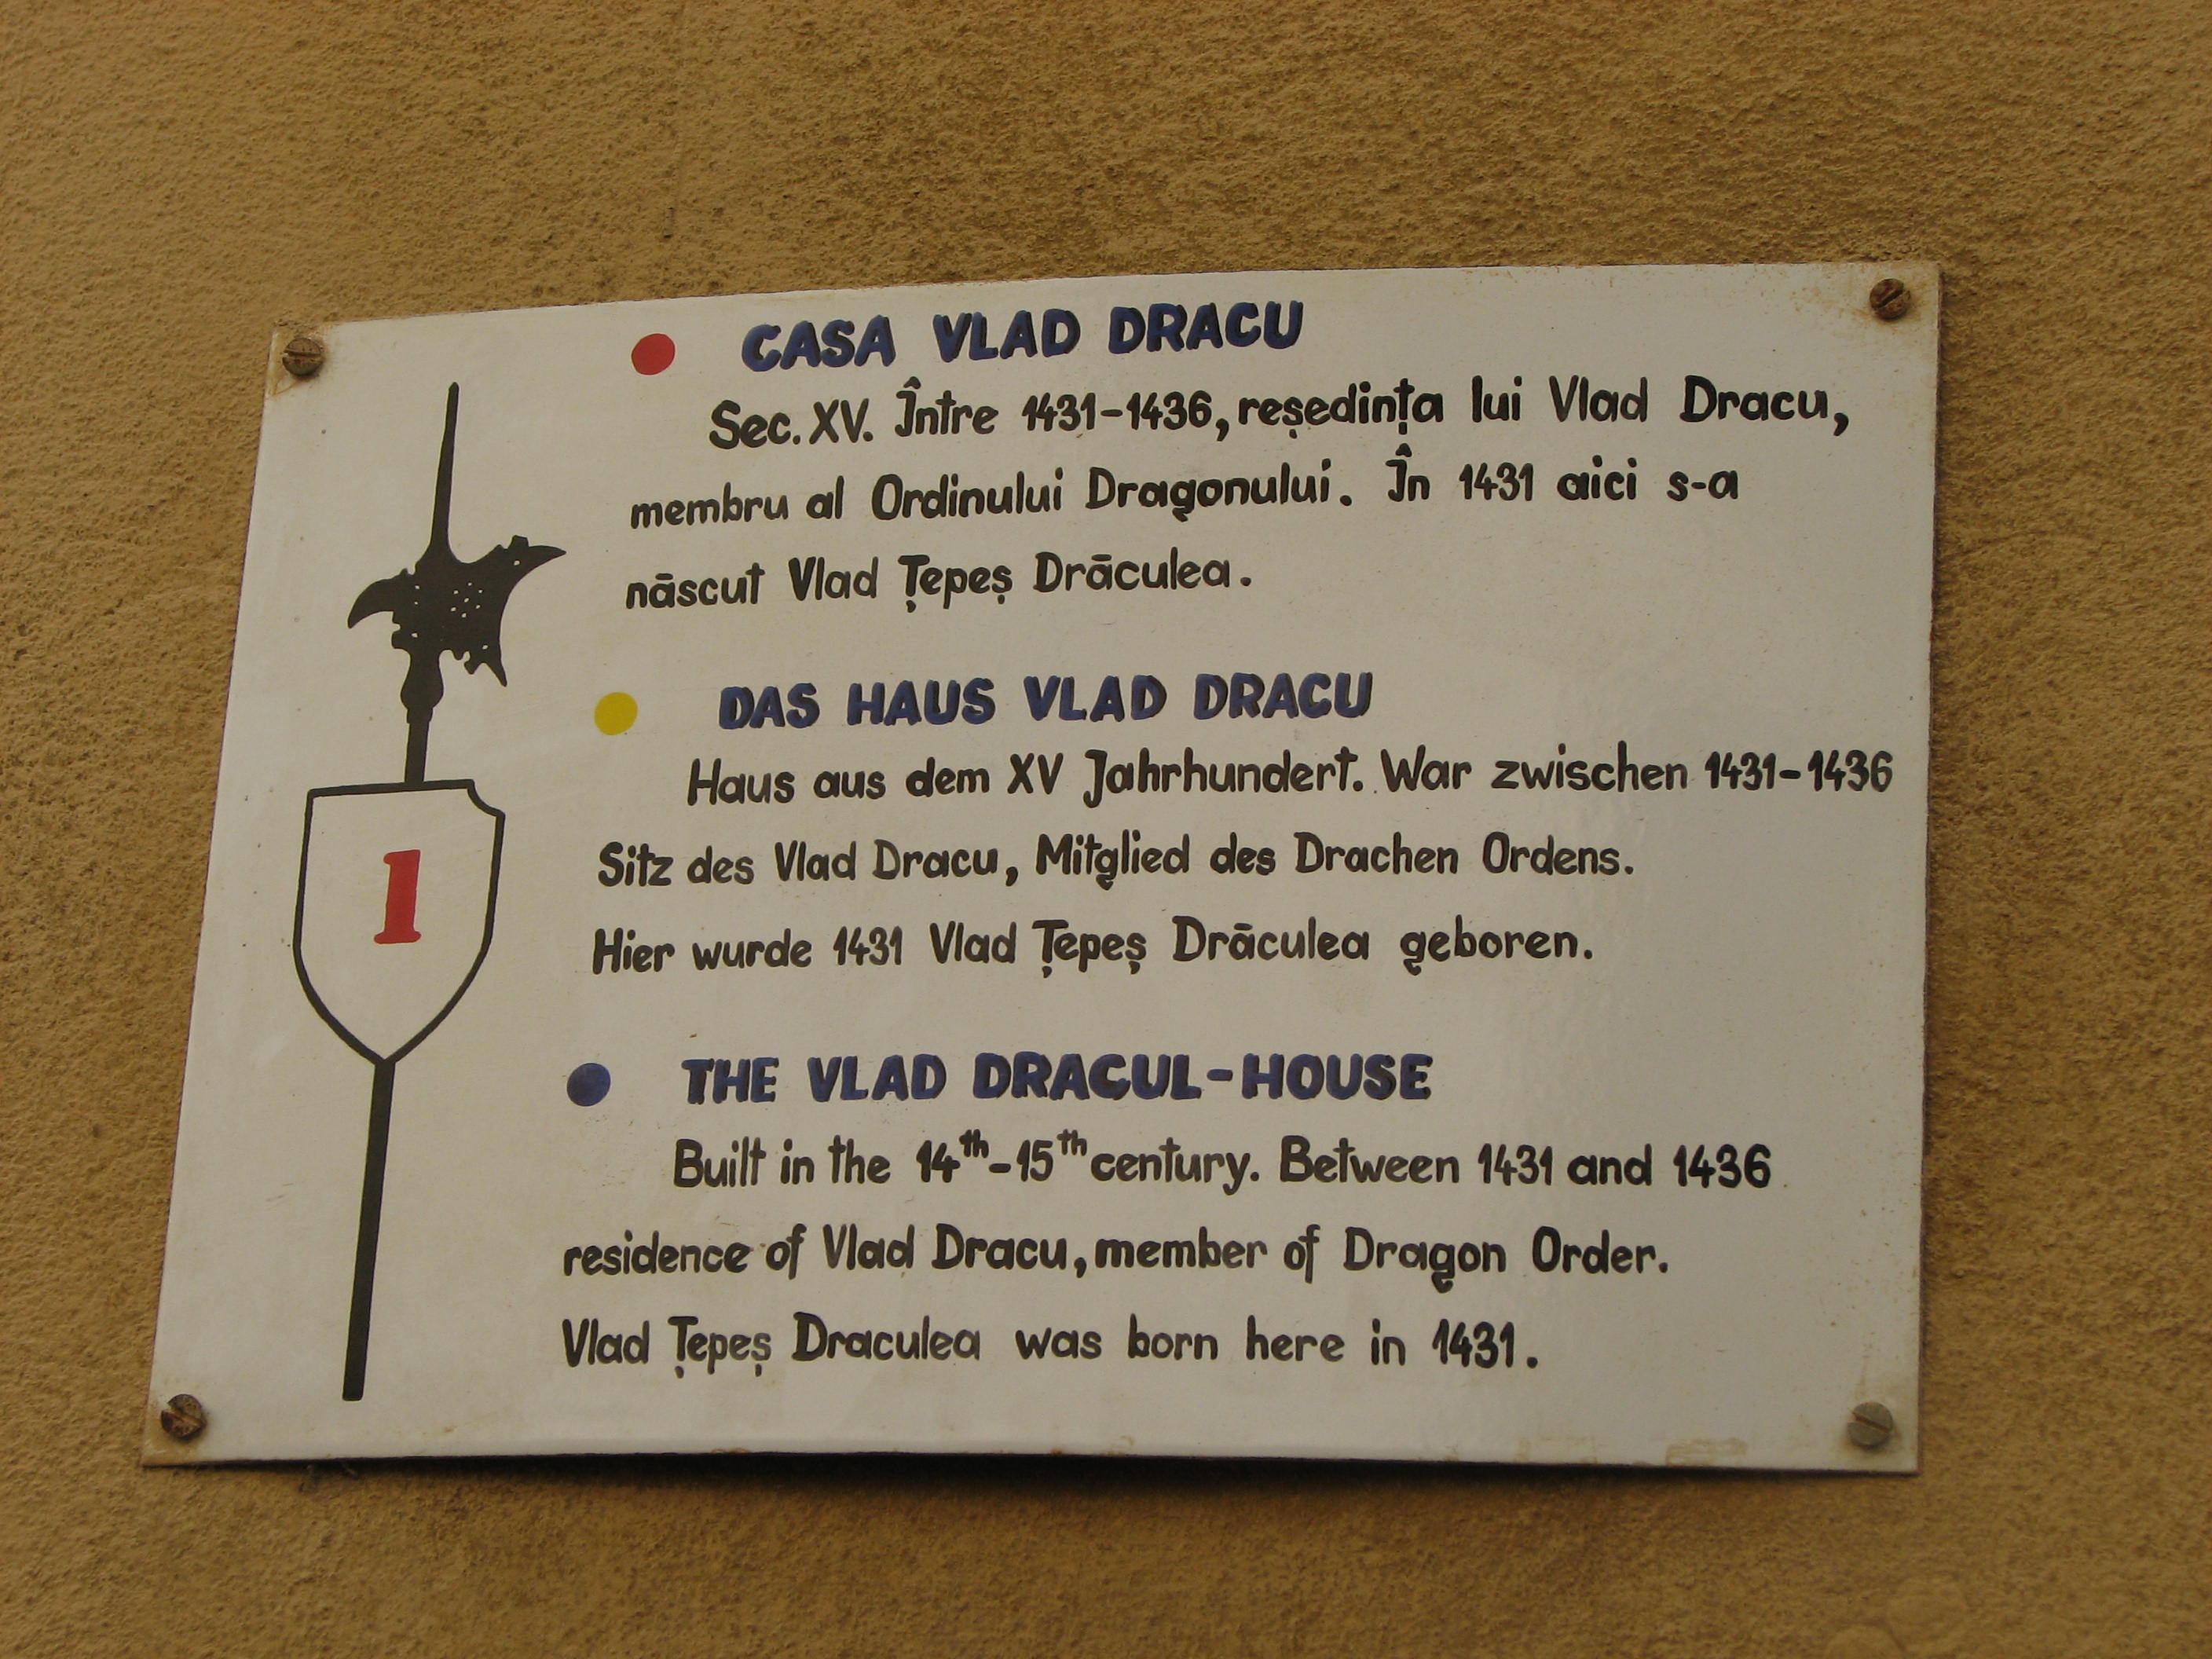 CASA VLAD DRACU
Sec. XV. Între 1431-1436, reședința lui Vlad Dracu,
membru al Ordinului Dragonului. În 1431 aici s-a
nāscut Vlad Țepeș Drāculea.
DAS HAUS VLAD DRACU
Haus aus dem XV Jahrhundert. War zwischen 1431-1436
Sitz des Vlad Dracu, Mitglied des Drachen Ordens.
Hier wurde 1431 Vlad Țepeș Drāculea geboren.
1
THE VLAD DRACUL-HOUSE
Built in the 14th-15th century. Between 1431 and 1436
residence of Vlad Dracu, member of Dragon Order.
Vlad Țepeș Draculea was born here in 1431.